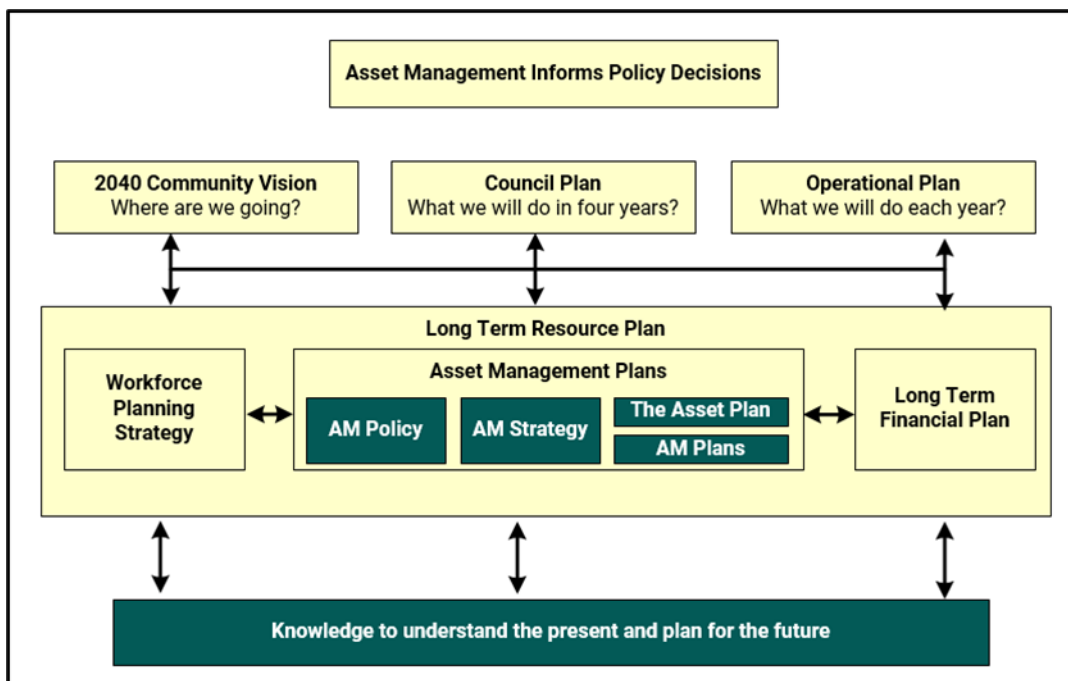 Asset Management Informs Policy Decisions
2040 Community Vision
Where are we going?
Council Plan
What we will do in four years?
Operational Plan
What we will do each year?
Long Term Resource Plan
Workforce
Planning
Strategy
Asset Management Plans
AM Policy
AM Strategy
The Asset Plan
AM Plans
Long Term
Financial Plan
Knowledge to understand the present and plan for the future